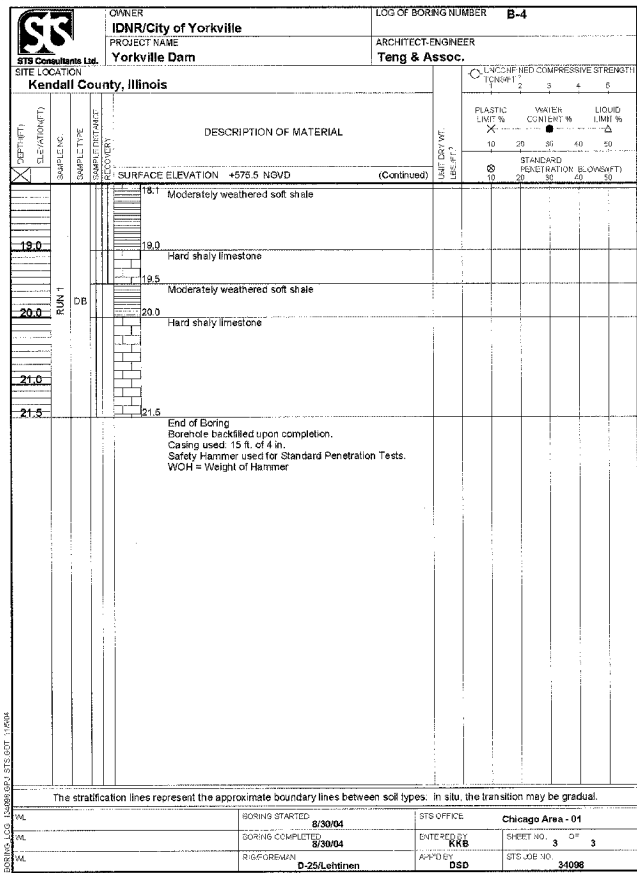 STS
STS Consultants Ltd.
OWNER
IDNR/City of Yorkville
LOG OF BORING NUMBER B-4
PROJECT NAME
Yorkville Dam
ARCHITECT-ENGINEER
Teng & Assoc.
SITE LOCATION
Kendall County, Illinois
UNCONFINED COMPRESSIVE STRENGTH
TONS/FT.2
1 2 3 4 5
DEPTH(FT)
ELEVATION(FT)
SAMPLE NO.
SAMPLE TYPE
SAMPLE DISTANCE
RECOVERY
DESCRIPTION OF MATERIAL
UNIT DRY WT.
LBS./FT.3
PLASTIC LIMIT %
WATER CONTENT %
LIQUID LIMIT %
10 20 30 40 50
STANDARD
PENETRATION BLOWS/(FT)
10 20 30 40 50
SURFACE ELEVATION +576.5 NGVD (Continued)
18.1 Moderately weathered soft shale
19.0 19.0
Hard shaly limestone
19.5
Moderately weathered soft shale
RUN 1
DB
20.0 20.0
Hard shaly limestone
21.0
21.5 21.5
End of Boring
Borehole backfilled upon completion.
Casing used: 15 ft. of 4 in.
Safety Hammer used for Standard Penetration Tests.
WOH = Weight of Hammer
The stratification lines represent the approximate boundary lines between soil types: in situ, the transition may be gradual.
WL
BORING STARTED
8/30/04
STS OFFICE
Chicago Area - 01
WL
BORING COMPLETED
8/30/04
ENTERED BY
KKB
SHEET NO. 3 OF 3
WL
RIG/FOREMAN
D-25/Lehtinen
APP'D BY
DSD
STS JOB NO.
34098